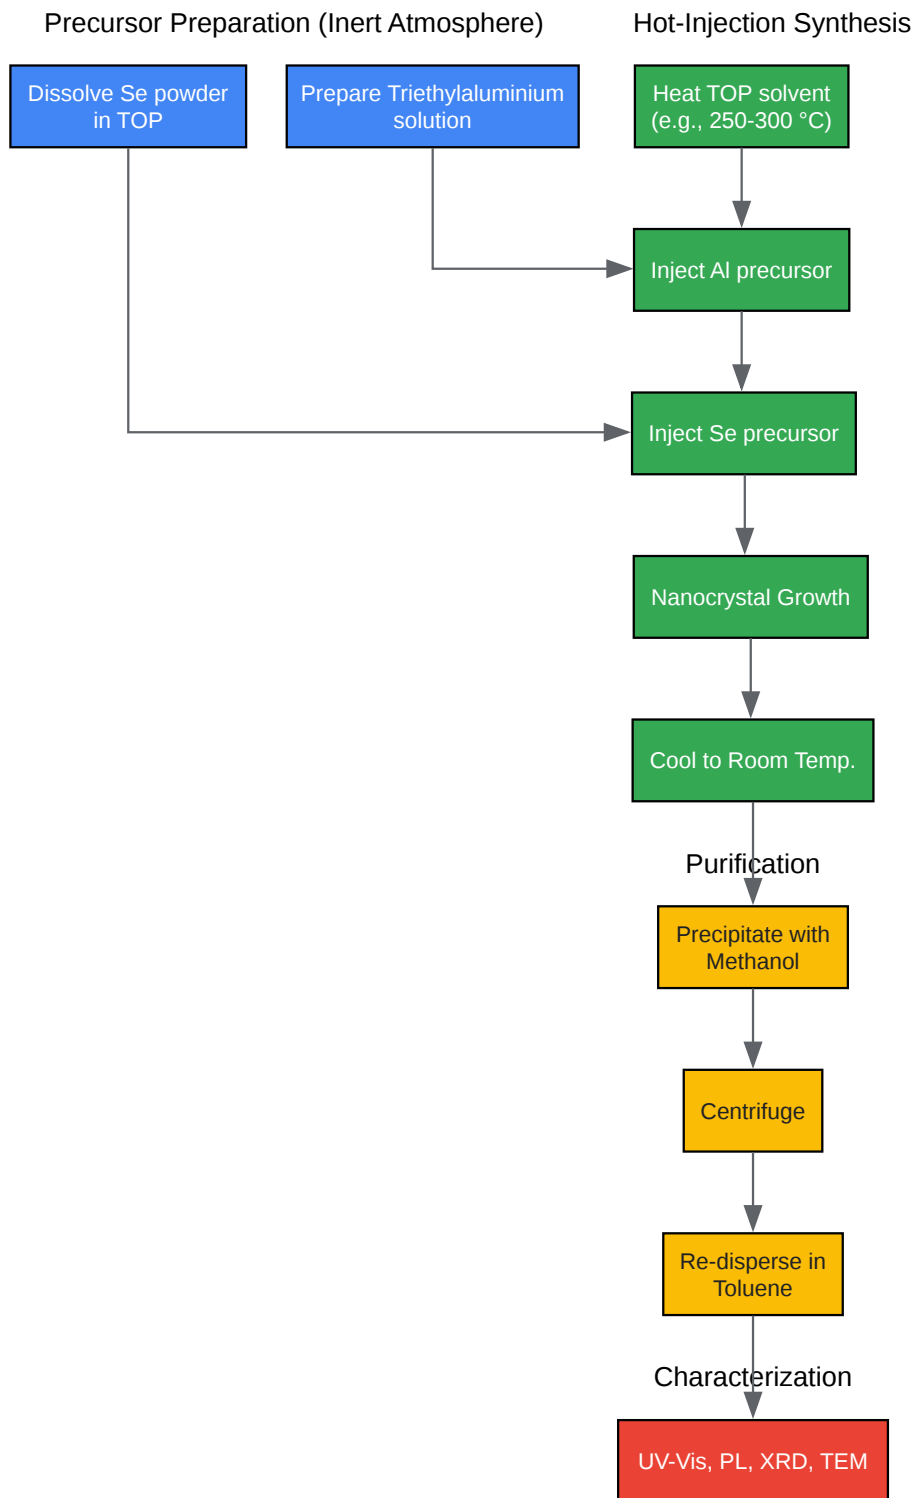 Precursor Preparation (Inert Atmosphere)
Hot-Injection Synthesis
Dissolve Se powder
in TOP
Prepare Triethylaluminium
solution
Heat TOP solvent
(e.g., 250-300 °C)
Inject Al precursor
Inject Se precursor
Nanocrystal Growth
Cool to Room Temp.
Purification
Precipitate with
Methanol
Centrifuge
Re-disperse in
Toluene
Characterization
UV-Vis, PL, XRD, TEM